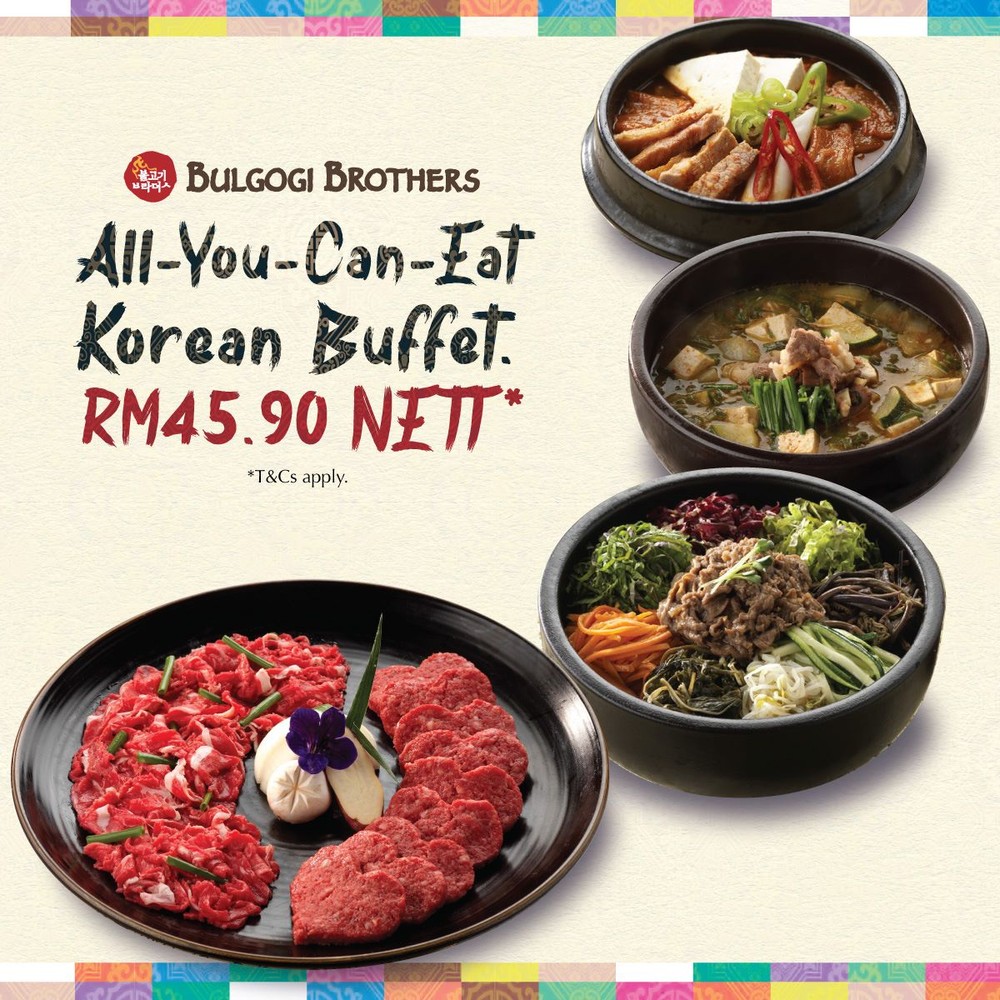 불고기
브라더스
BULGOGI BROTHERS
All-You-Can-Eat
Korean Buffet.
RM45.90 NETT*
*T&Cs apply.